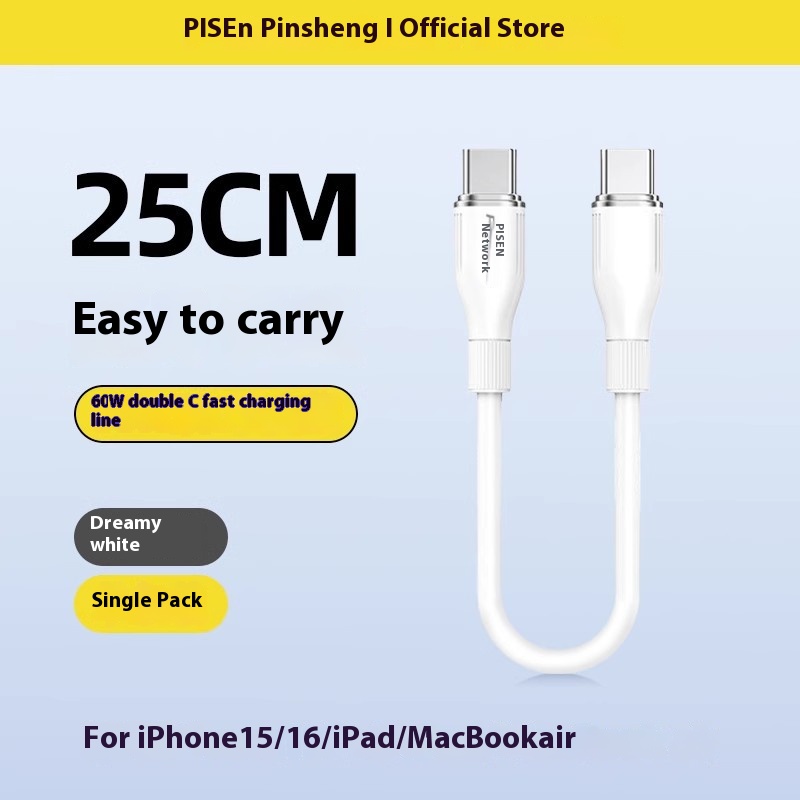 PISEn Pinsheng I Official Store
25CM
Easy to carry
60W double C fast charging
line
Dreamy
white
Single Pack
For iPhone15/16/iPad/MacBookair
PISEN
Network